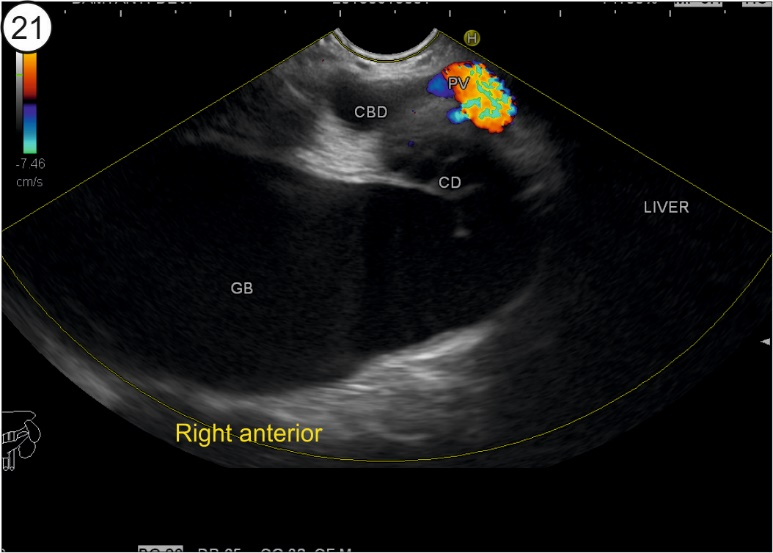 21
H
PV
CBD
-7.46
cm/s
CD
LIVER
GB
Right anterior